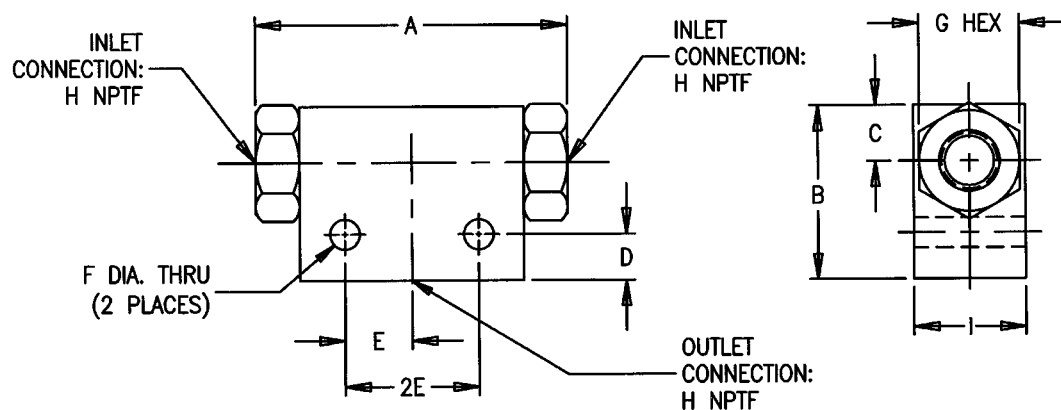 A
INLET
CONNECTION:
H NPTF
INLET
CONNECTION:
H NPTF
G HEX
C
B
D
F DIA. THRU
(2 PLACES)
E
2E
OUTLET
CONNECTION:
H NPTF
I